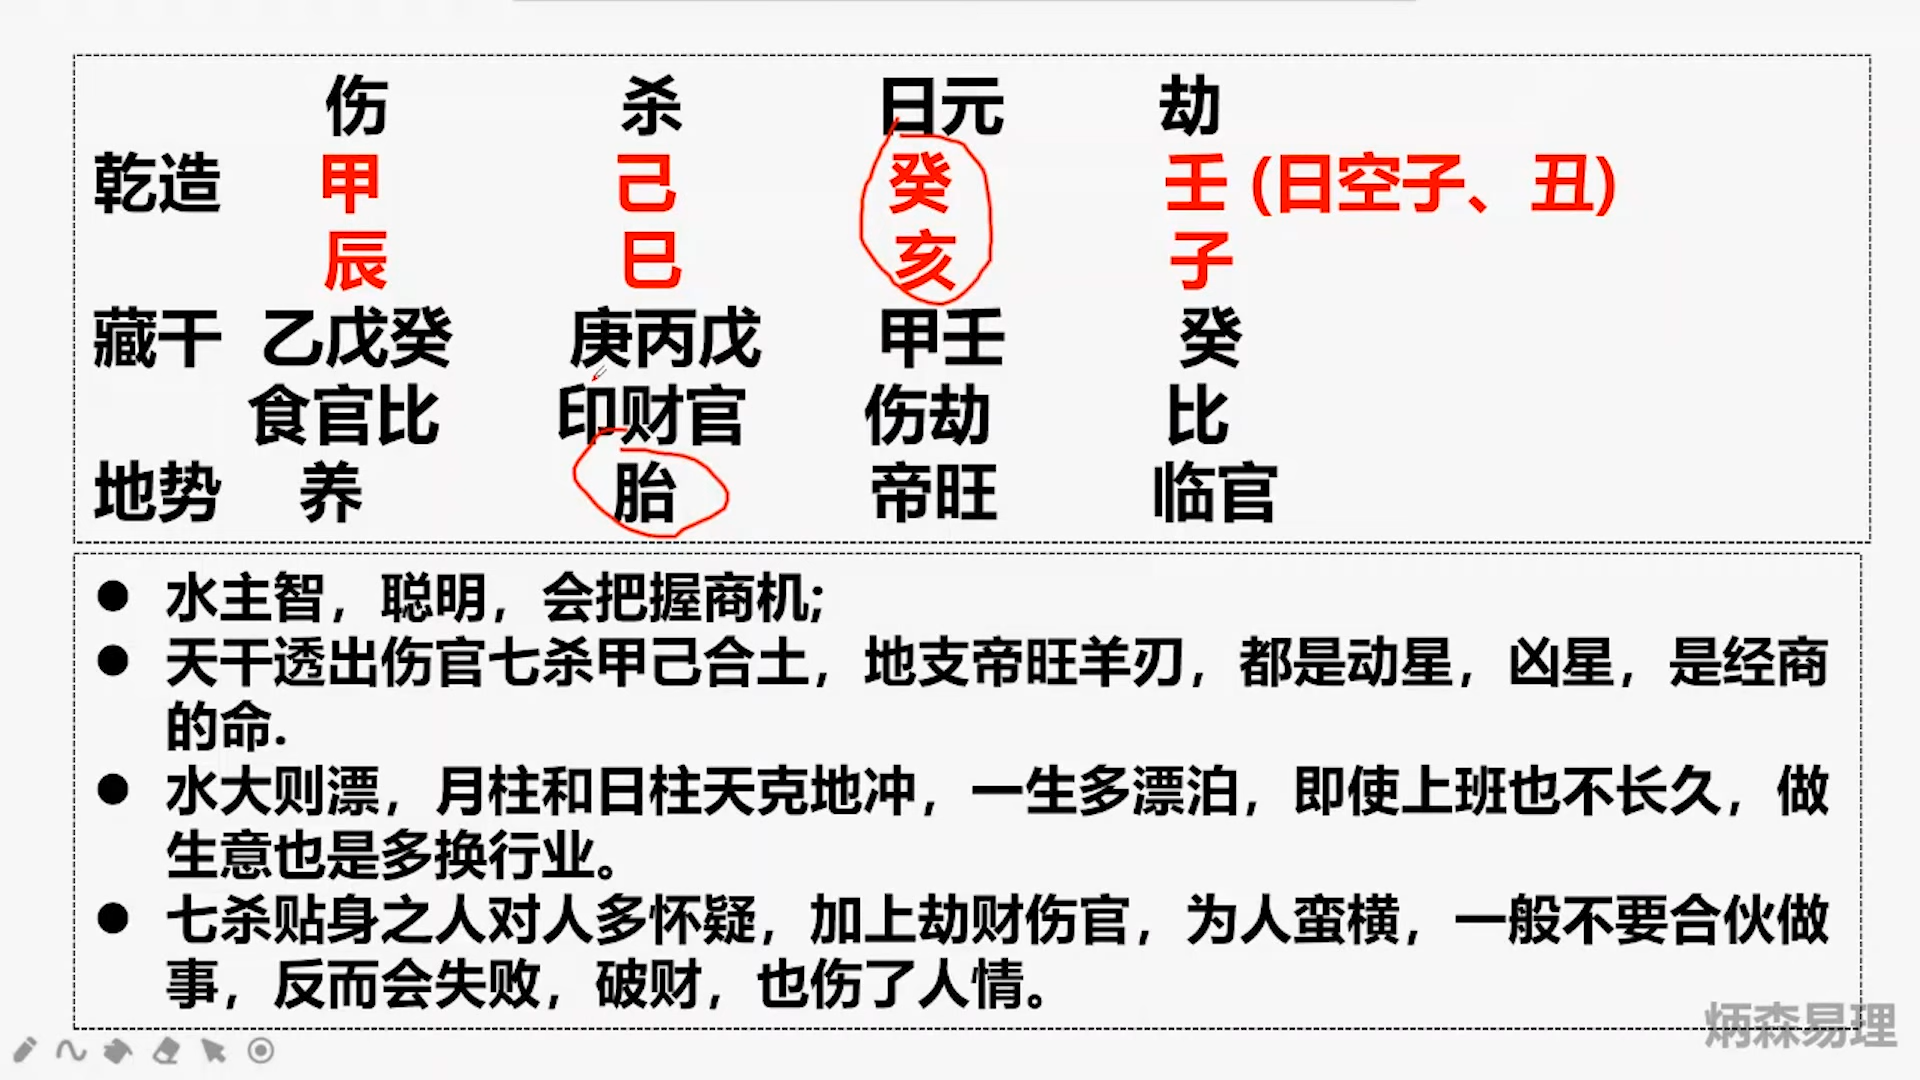 伤 杀 日元 劫
乾造 甲 己 癸 壬 (日空子、丑)
辰 巳 亥 子
藏干 乙戊癸 庚丙戊 甲壬 癸
食官比 印财官 伤劫 比
地势 养 胎 帝旺 临官
● 水主智，聪明，会把握商机;
● 天干透出伤官七杀甲己合土，地支帝旺羊刃，都是动星，凶星，是经商
的命.
● 水大则漂，月柱和日柱天克地冲，一生多漂泊，即使上班也不长久，做
生意也是多换行业。
● 七杀贴身之人对人多怀疑，加上劫财伤官，为人蛮横，一般不要合伙做
事，反而会失败，破财，也伤了人情。
炳森易理